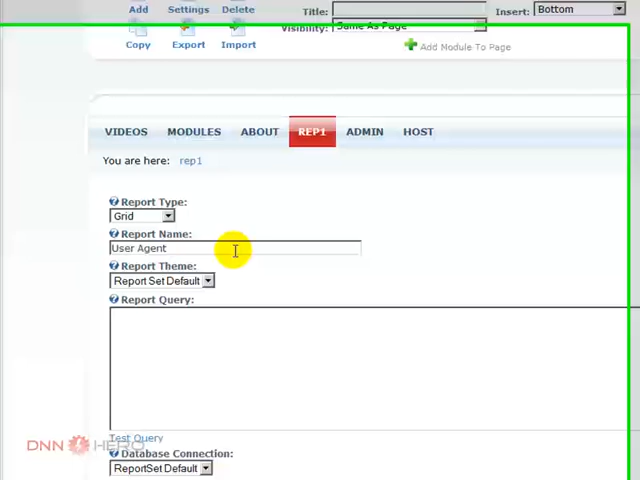 Add Settings Delete Title: Insert: Bottom
Visibility: Same As Page
Copy Export Import Add Module To Page
VIDEOS MODULES ABOUT REP1 ADMIN HOST
You are here: rep1
Report Type:
Grid
Report Name:
User Agent
Report Theme:
Report Set Default
Report Query:
Test Query
DNN HERO
Database Connection:
ReportSet Default